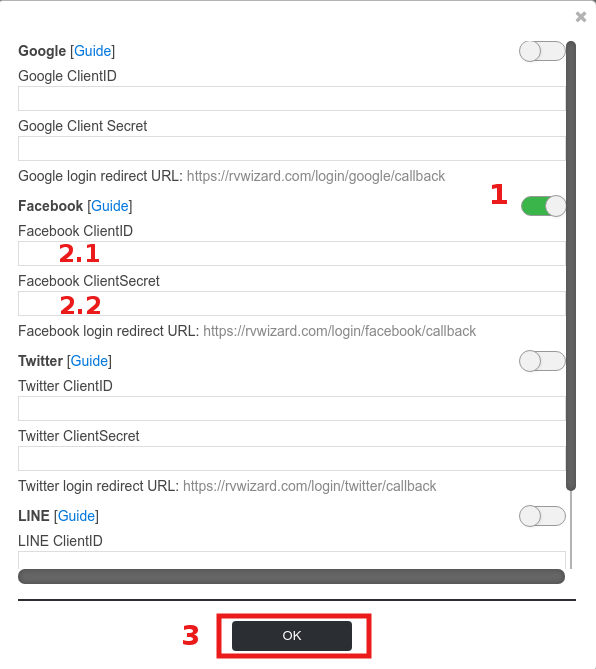 ×
Google [Guide]
Google ClientID
Google Client Secret
Google login redirect URL: https://rvwizard.com/login/google/callback
1
Facebook [Guide]
Facebook ClientID
2.1
Facebook ClientSecret
2.2
Facebook login redirect URL: https://rvwizard.com/login/facebook/callback
Twitter [Guide]
Twitter ClientID
Twitter ClientSecret
Twitter login redirect URL: https://rvwizard.com/login/twitter/callback
LINE [Guide]
LINE ClientID
3 OK